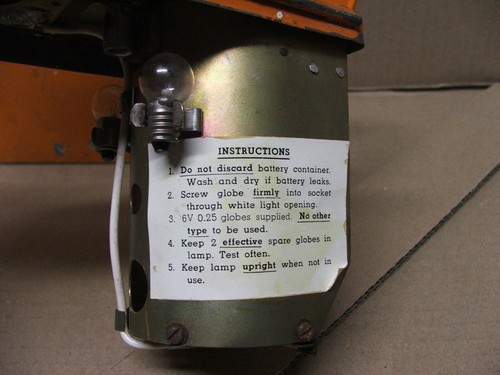 INSTRUCTIONS
1. Do not discard battery container.
Wash and dry if battery leaks.
2. Screw globe firmly into socket
through white light opening.
3. 6V 0.25 globes supplied. No other
type to be used.
4. Keep 2 effective spare globes in
lamp. Test often.
5. Keep lamp upright when not in
use.